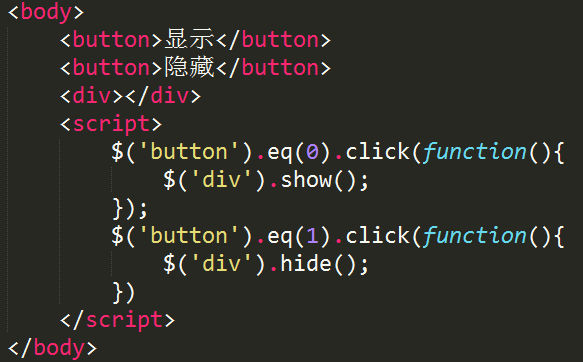 <body>
<button>显示</button>
<button>隐藏</button>
<div></div>
<script>
$('button').eq(0).click(function(){
$('div').show();
});
$('button').eq(1).click(function(){
$('div').hide();
})
</script>
</body>